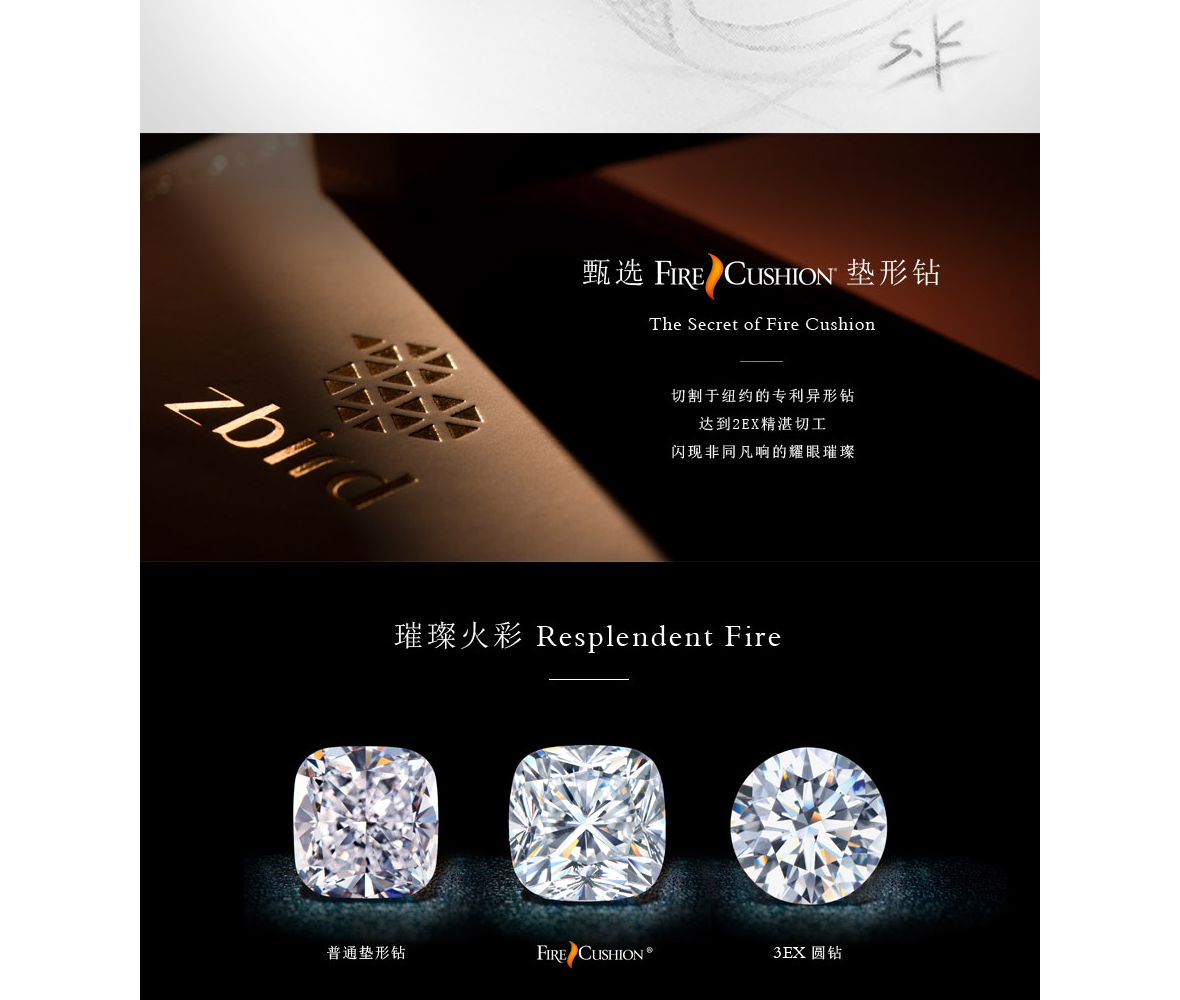 甄选 FIRE CUSHION® 垫形钻
The Secret of Fire Cushion
切割于纽约的专利异形钻
达到2EX精湛切工
闪现非同凡响的耀眼璀璨
zbird
璀璨火彩 Resplendent Fire
普通垫形钻
FIRE CUSHION®
3EX 圆钻